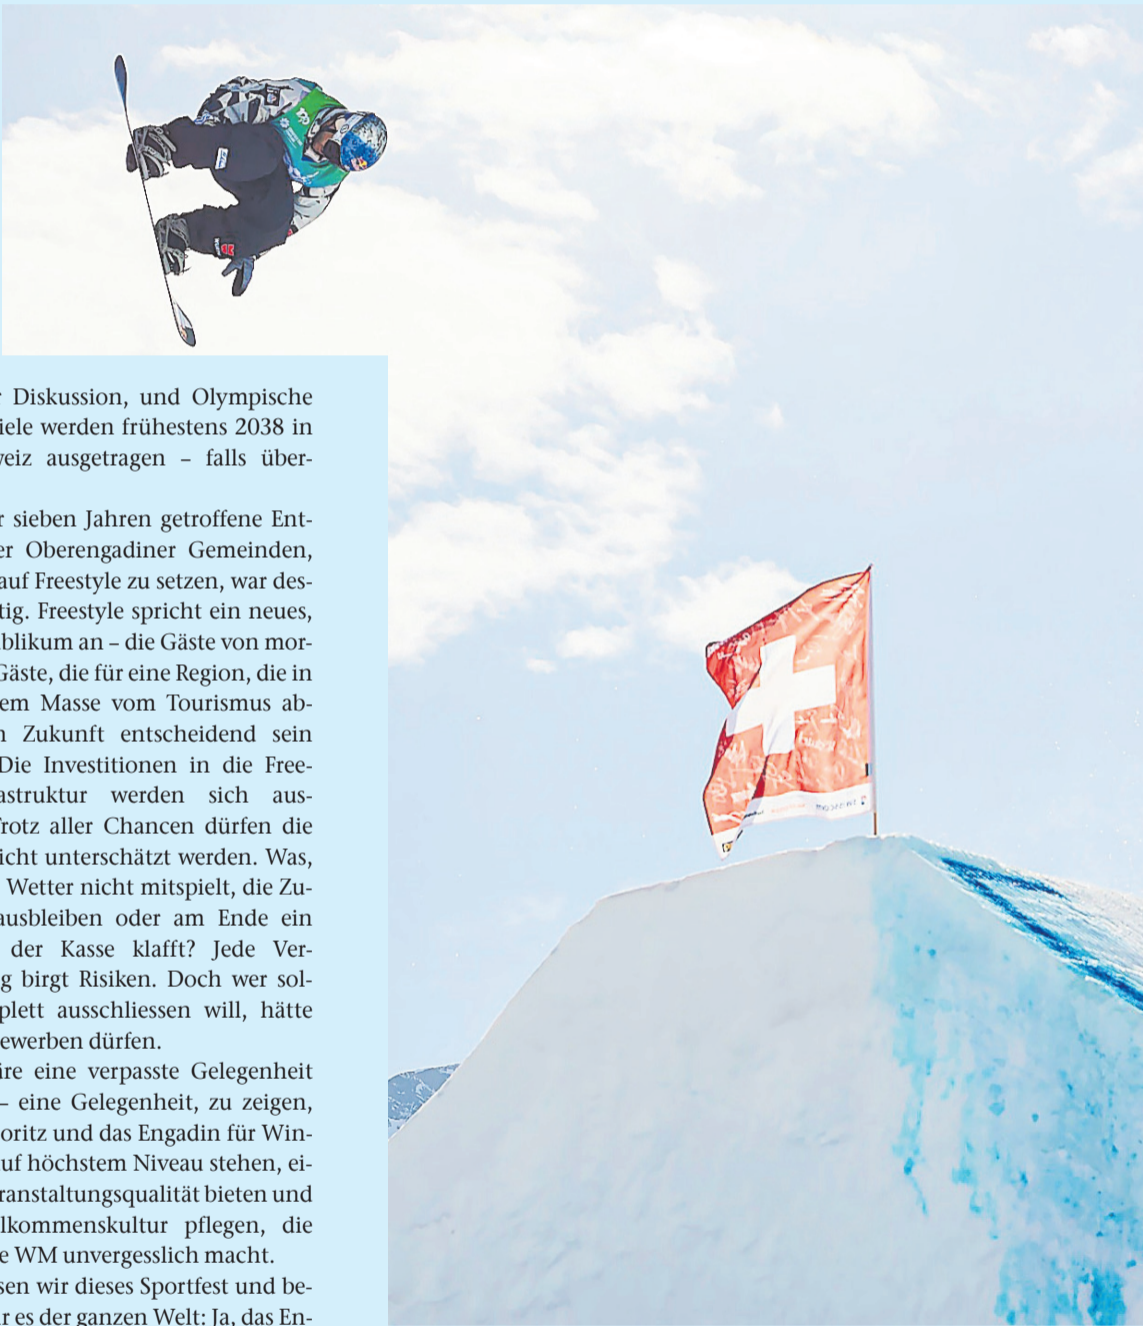 Diskussion, und Olympische
iele werden frühestens 2038 in
weiz ausgetragen – falls über-
r sieben Jahren getroffene Ent-
er Oberengadiner Gemeinden,
auf Freestyle zu setzen, war des-
tig. Freestyle spricht ein neues,
ublikum an – die Gäste von mor-
Gäste, die für eine Region, die in
em Masse vom Tourismus ab-
n Zukunft entscheidend sein
Die Investitionen in die Free-
astruktur werden sich aus-
Trotz aller Chancen dürfen die
icht unterschätzt werden. Was,
Wetter nicht mitspielt, die Zu-
ausbleiben oder am Ende ein
der Kasse klafft? Jede Ver-
g birgt Risiken. Doch wer sol-
plett ausschliessen will, hätte
ewerben dürfen.
äre eine verpasste Gelegenheit
– eine Gelegenheit, zu zeigen,
oritz und das Engadin für Win-
uf höchstem Niveau stehen, ei-
ranstaltungsqualität bieten und
lkommenskultur pflegen, die
e WM unvergesslich macht.
sen wir dieses Sportfest und be-
r es der ganzen Welt: Ja, das En-
swisscom